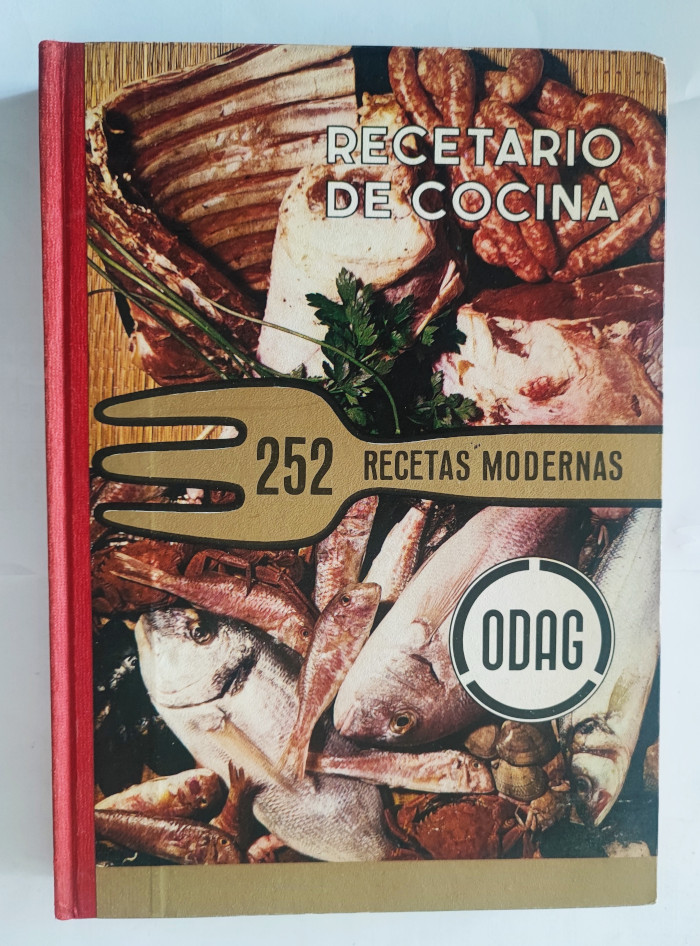 RECETARIO
DE COCINA
252 RECETAS MODERNAS
ODAG